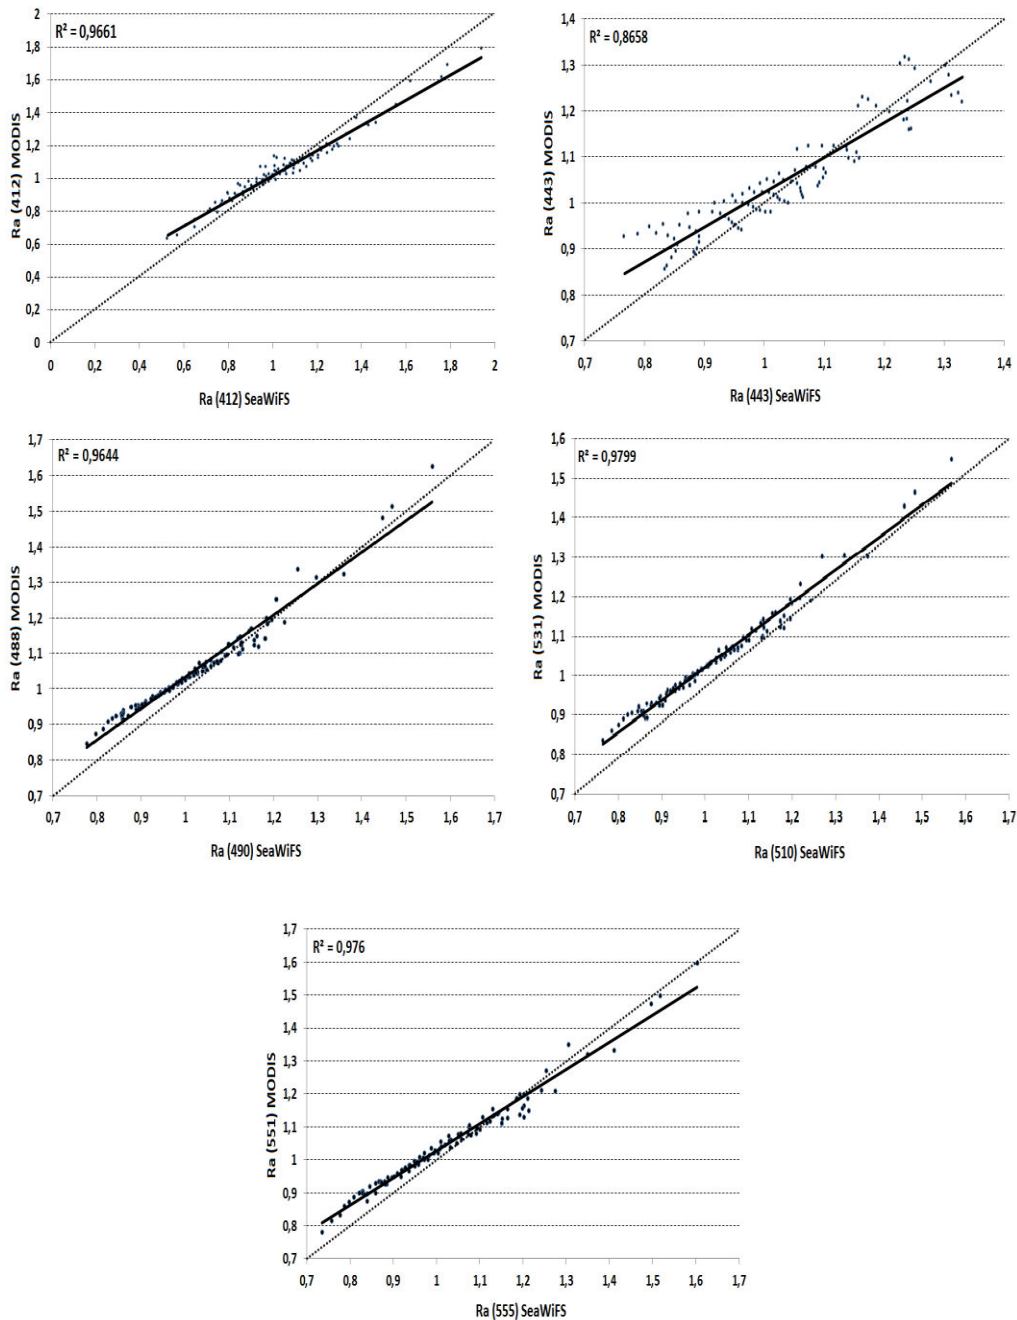 R² = 0,9661
Ra (412) MODIS
2
1,8
1,6
1,4
1,2
1
0,8
0,6
0,4
0,2
0
0 0,2 0,4 0,6 0,8 1 1,2 1,4 1,6 1,8 2
Ra (412) SeaWiFS
R² = 0,8658
Ra (443) MODIS
1,4
1,3
1,2
1,1
1
0,9
0,8
0,7
0,7 0,8 0,9 1 1,1 1,2 1,3 1,4
Ra (443) SeaWiFS
R² = 0,9644
Ra (488) MODIS
1,7
1,6
1,5
1,4
1,3
1,2
1,1
1
0,9
0,8
0,7
0,7 0,8 0,9 1 1,1 1,2 1,3 1,4 1,5 1,6 1,7
Ra (490) SeaWiFS
R² = 0,9799
Ra (531) MODIS
1,6
1,5
1,4
1,3
1,2
1,1
1
0,9
0,8
0,7
0,7 0,8 0,9 1 1,1 1,2 1,3 1,4 1,5 1,6 1,7
Ra (510) SeaWiFS
R² = 0,976
Ra (551) MODIS
1,7
1,6
1,5
1,4
1,3
1,2
1,1
1
0,9
0,8
0,7
0,7 0,8 0,9 1 1,1 1,2 1,3 1,4 1,5 1,6 1,7
Ra (555) SeaWiFS